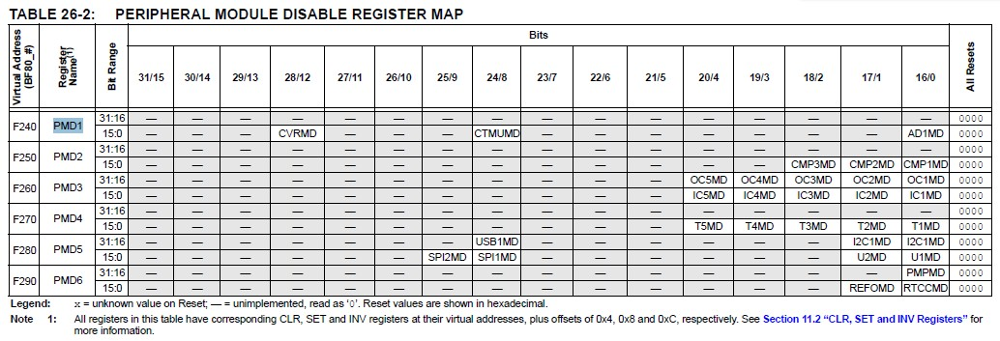 TABLE 26-2: PERIPHERAL MODULE DISABLE REGISTER MAP
Virtual Address (BF80_#) Register Name(1) Bit Range Bits All Resets
31/15 30/14 29/13 28/12 27/11 26/10 25/9 24/8 23/7 22/6 21/5 20/4 19/3 18/2 17/1 16/0
F240 PMD1 31:16 — — — — — — — — — — — — — — — — 0000
15:0 — — — CVRMD — — — CTMUMD — — — — — — — AD1MD 0000
F250 PMD2 31:16 — — — — — — — — — — — — — — — — 0000
15:0 — — — — — — — — — — — — — CMP3MD CMP2MD CMP1MD 0000
F260 PMD3 31:16 — — — — — — — — — — — OC5MD OC4MD OC3MD OC2MD OC1MD 0000
15:0 — — — — — — — — — — — IC5MD IC4MD IC3MD IC2MD IC1MD 0000
F270 PMD4 31:16 — — — — — — — — — — — — — — — — 0000
15:0 — — — — — — — — — — — T5MD T4MD T3MD T2MD T1MD 0000
F280 PMD5 31:16 — — — — — — — USB1MD — — — — — — I2C1MD I2C1MD 0000
15:0 — — — — — — SPI2MD SPI1MD — — — — — — U2MD U1MD 0000
F290 PMD6 31:16 — — — — — — — — — — — — — — — PMPMD 0000
15:0 — — — — — — — — — — — — — — REFOMD RTCCMD 0000
Legend: x = unknown value on Reset; — = unimplemented, read as ‘0’. Reset values are shown in hexadecimal.
Note 1: All registers in this table have corresponding CLR, SET and INV registers at their virtual addresses, plus offsets of 0x4, 0x8 and 0xC, respectively. See Section 11.2 “CLR, SET and INV Registers” for
more information.